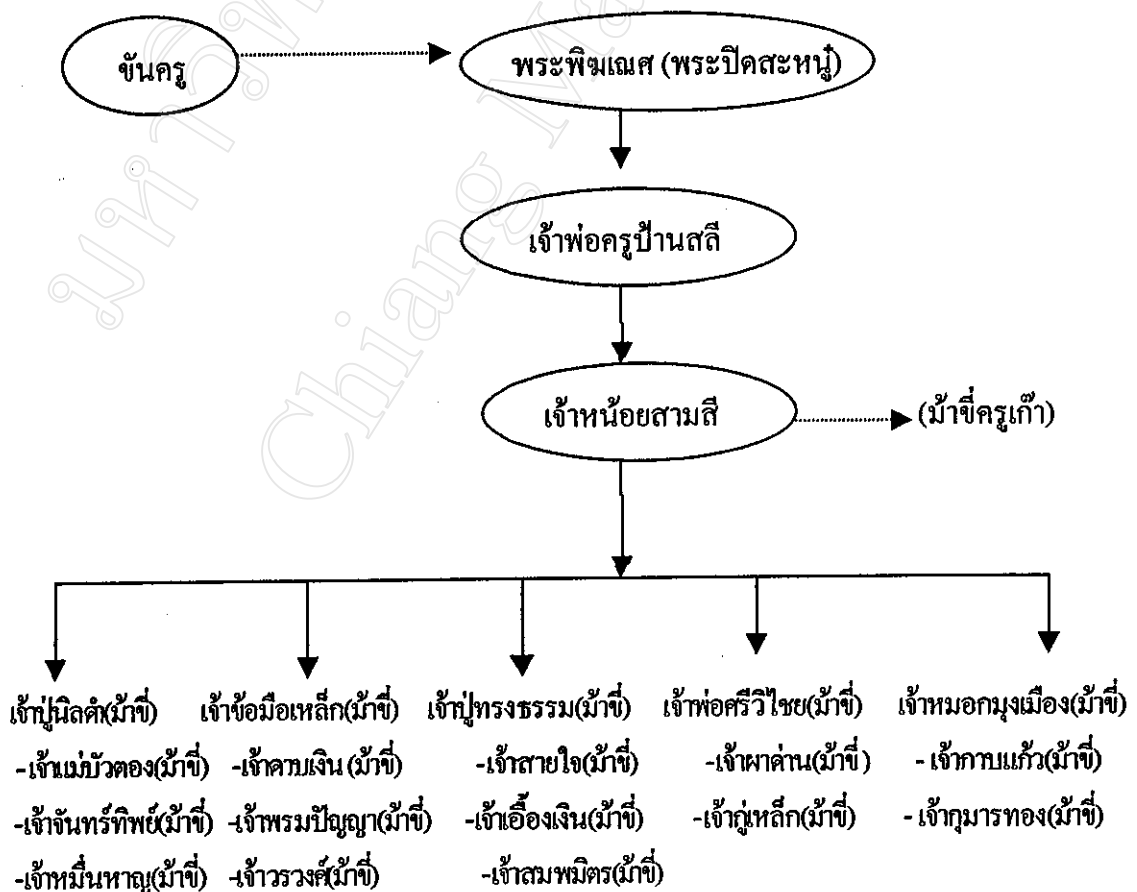 ขันครู
พระพิฆเณศ (พระปิดสะหนู๋)
เจ้าพ่อครูป้านสลี
เจ้าหน้อยสามสี
(ม้าขี่ครูเก๊า)
เจ้าปู่นิลดำ(ม้าขี่) เจ้าข้อมือเหล็ก(ม้าขี่) เจ้าปู่ทรงธรรม(ม้าขี่) เจ้าพ่อศรีวิไชย(ม้าขี่) เจ้าหมอกมุงเมือง(ม้าขี่)
-เจ้าแม่บัวตอง(ม้าขี่) -เจ้าดาบเงิน(ม้าขี่) -เจ้าสายใจ(ม้าขี่) -เจ้าผาด่าน(ม้าขี่) - เจ้ากาบแก้ว(ม้าขี่)
-เจ้าจันทร์ทิพย์(ม้าขี่) -เจ้าพรมปัญญา(ม้าขี่) -เจ้าเอื้องเงิน(ม้าขี่) -เจ้ากู่เหล็ก(ม้าขี่) - เจ้ากุมารทอง(ม้าขี่)
-เจ้าหมื่นหาญ(ม้าขี่) -เจ้าวรวงศ์(ม้าขี่) -เจ้าสมพมิตร(ม้าขี่)
มหาวิท
Chiang Ma